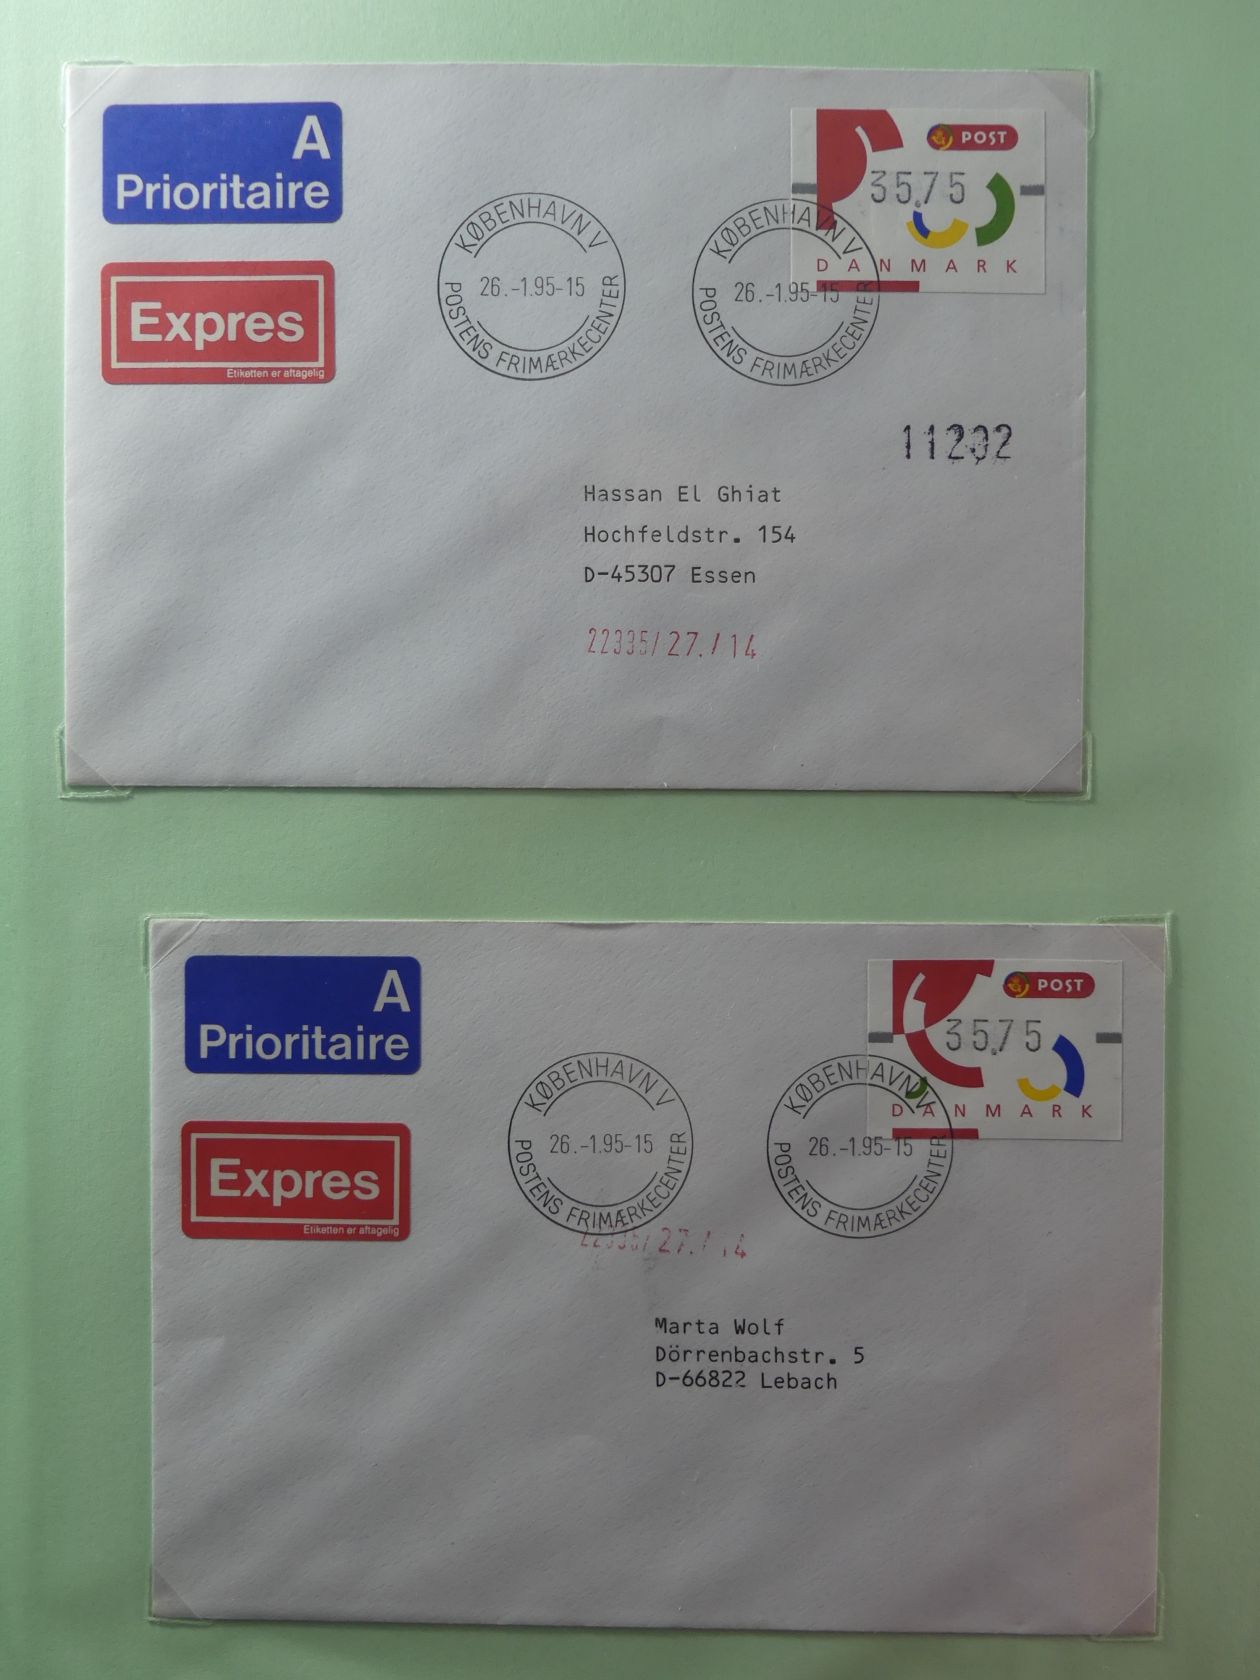 A
Prioritaire
Expres
Etiketten er aftagelig
POST
35.75
DANMARK
KØBENHAVN V
26.-1.95-15
POSTENS FRIMÆRKECENTER
KØBENHAVN V
26.-1.95-15
POSTENS FRIMÆRKECENTER
11202
Hassan El Ghiat
Hochfeldstr. 154
D-45307 Essen
22335/27./14
A
Prioritaire
Expres
Etiketten er aftagelig
POST
35.75
DANMARK
KØBENHAVN V
26.-1.95-15
POSTENS FRIMÆRKECENTER
KØBENHAVN V
26.-1.95-15
POSTENS FRIMÆRKECENTER
22335/27./14
Marta Wolf
Dörrenbachstr. 5
D-66822 Lebach